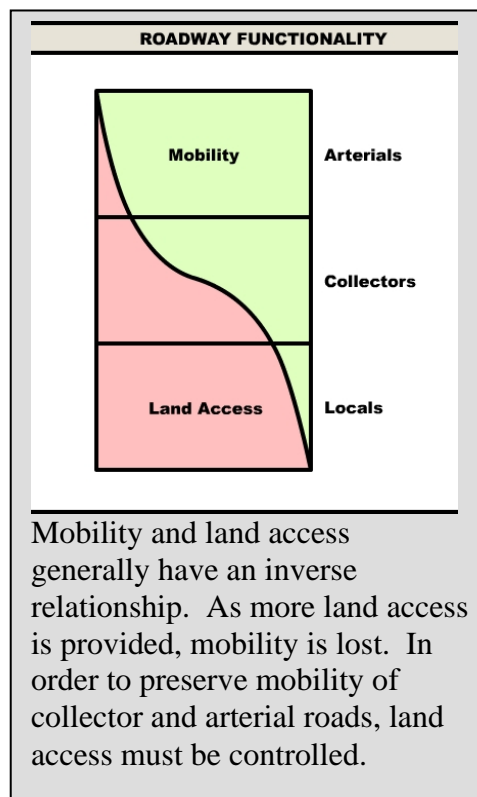 ROADWAY FUNCTIONALITY
Mobility
Arterials
Collectors
Land Access
Locals
Mobility and land access
generally have an inverse
relationship.  As more land access
is provided, mobility is lost.  In
order to preserve mobility of
collector and arterial roads, land
access must be controlled.